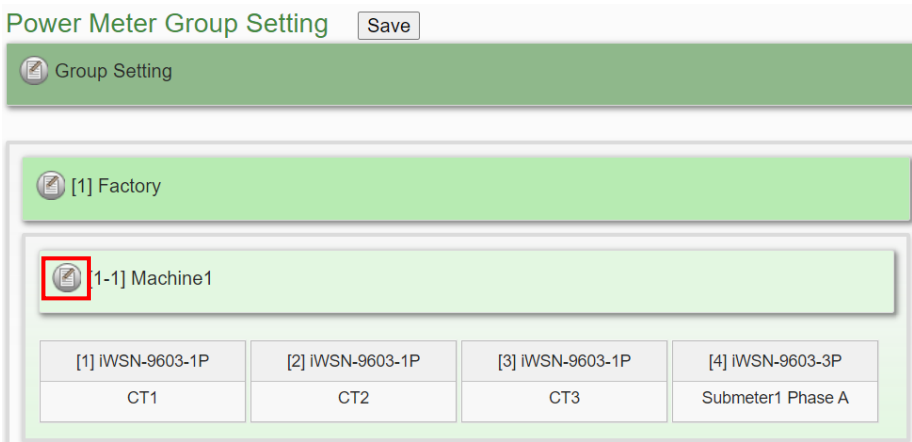 Power Meter Group Setting Save
Group Setting
[1] Factory
[1-1] Machine1
[1] iWSN-9603-1P [2] iWSN-9603-1P [3] iWSN-9603-1P [4] iWSN-9603-3P
CT1 CT2 CT3 Submeter1 Phase A